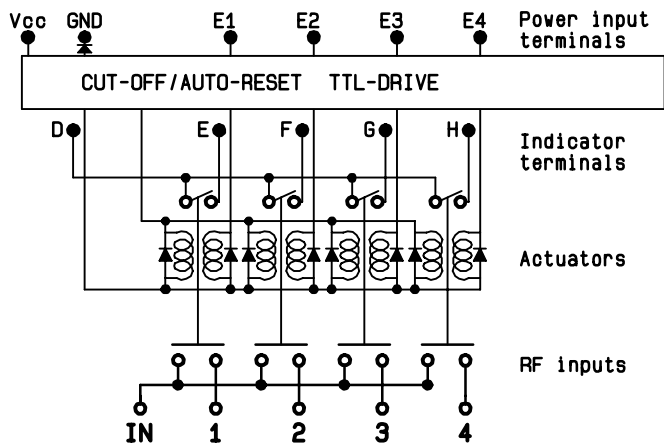 Vcc GND E1 E2 E3 E4 Power input
terminals
CUT-OFF/AUTO-RESET TTL-DRIVE
D E F G H Indicator
terminals
Actuators
RF inputs
IN 1 2 3 4